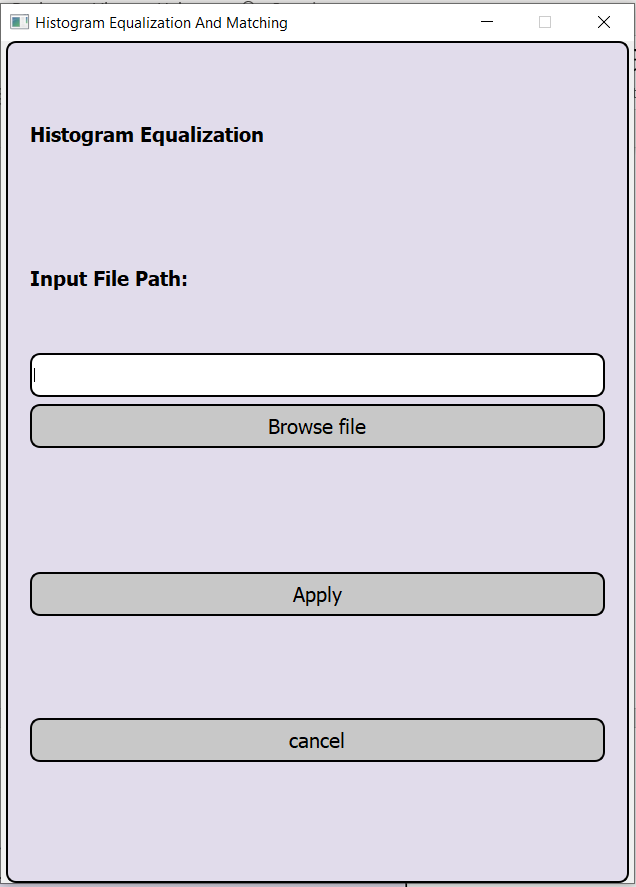 Histogram Equalization And Matching
Histogram Equalization
Input File Path:
Browse file
Apply
cancel